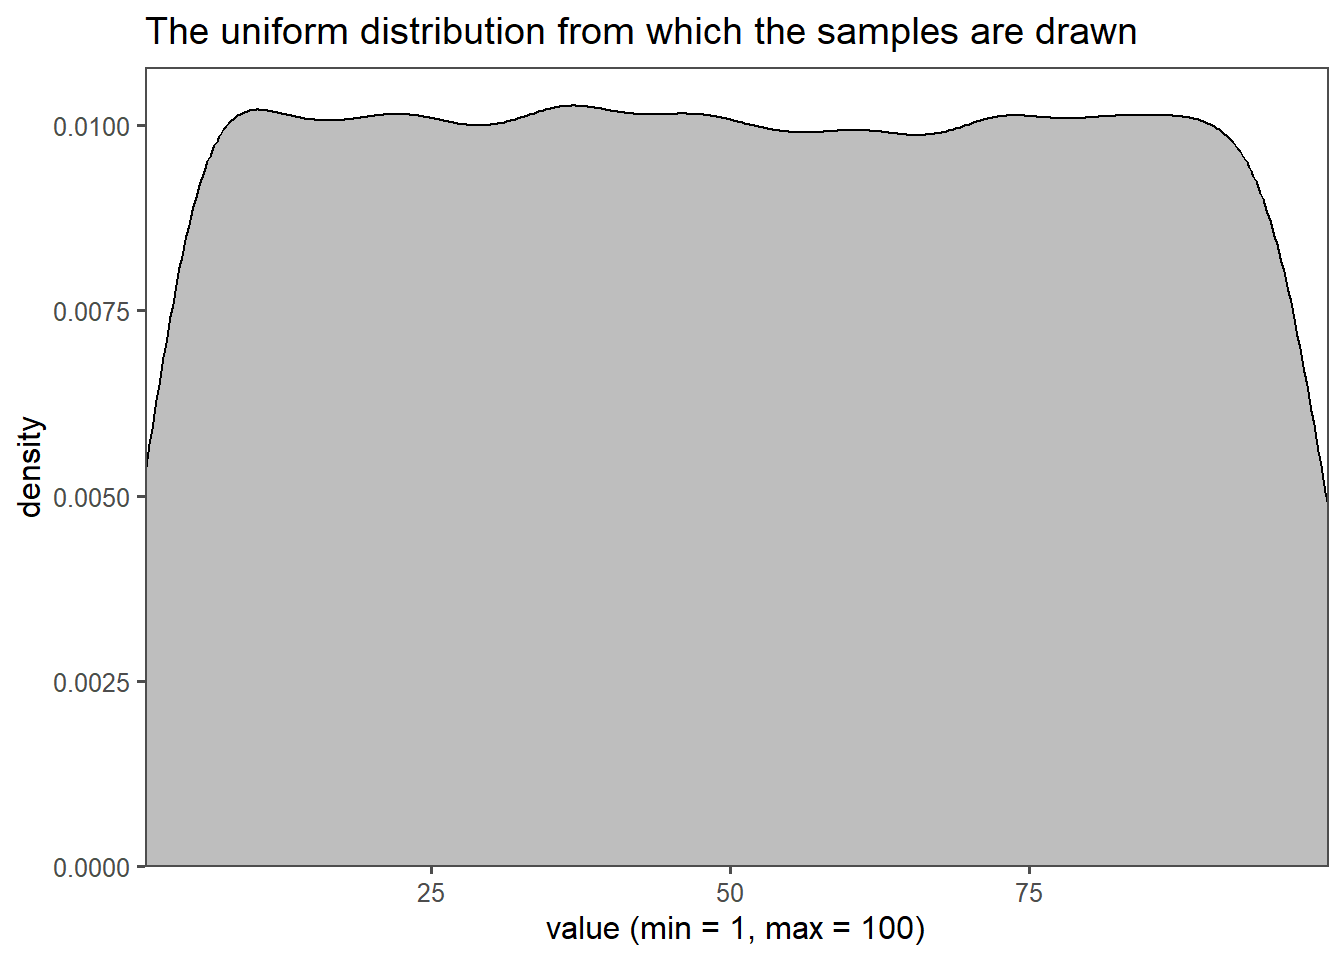 The uniform distribution from which the samples are drawn
0.0100
0.0075
0.0050
0.0025
0.0000
density
25 50 75
value (min = 1, max = 100)